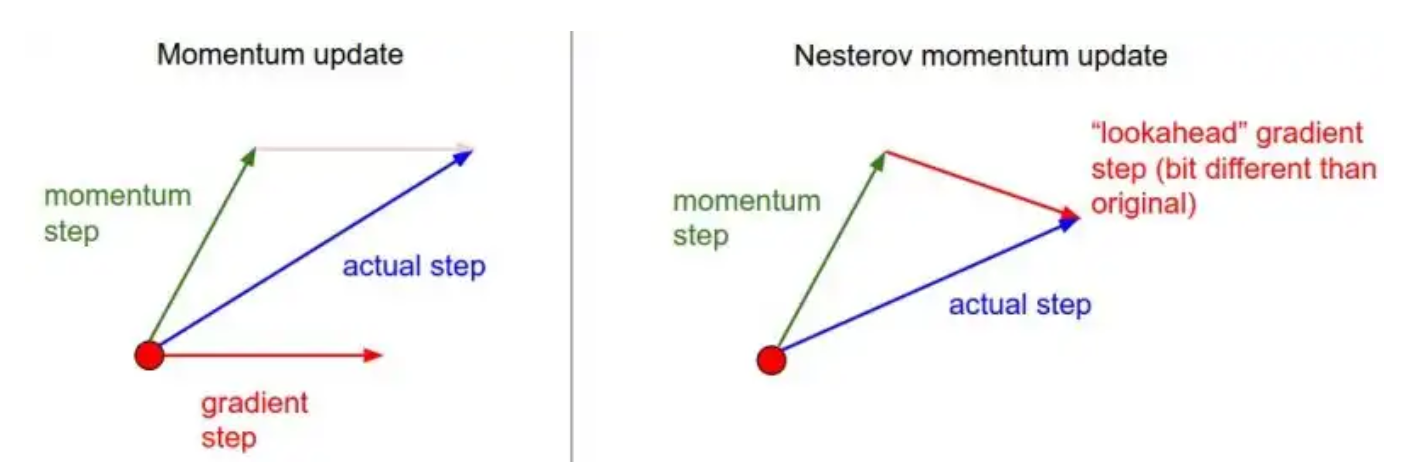 Momentum update
momentum
step
actual step
gradient
step
Nesterov momentum update
“lookahead” gradient
step (bit different than
original)
momentum
step
actual step